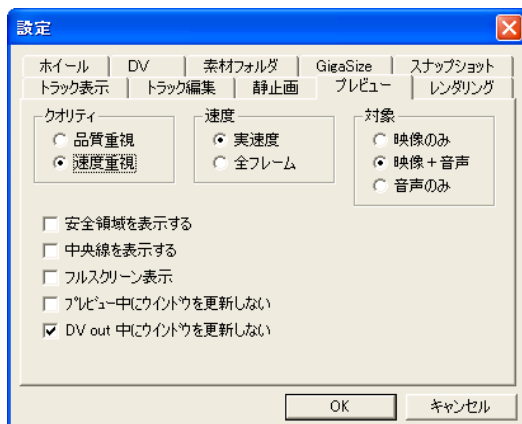 設定
ホイール DV 素材フォルダ GigaSize スナップショット
トラック表示 トラック編集 静止画 プレビュー レンダリング
クオリティ 速度 対象
品質重視 実速度 映像のみ
速度重視 全フレーム 映像＋音声
音声のみ
安全領域を表示する
中央線を表示する
フルスクリーン表示
プレビュー中にウインドウを更新しない
DV out 中にウインドウを更新しない
OK キャンセル